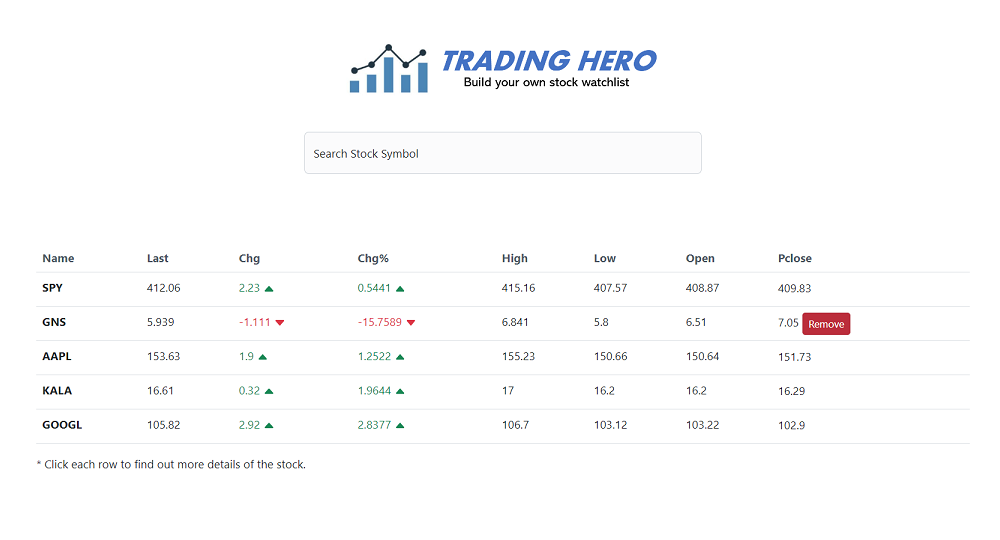 TRADING HERO
Build your own stock watchlist
Search Stock Symbol
Name Last Chg Chg% High Low Open Pclose
SPY 412.06 2.23 0.5441 415.16 407.57 408.87 409.83
GNS 5.939 -1.111 -15.7589 6.841 5.8 6.51 7.05 Remove
AAPL 153.63 1.9 1.2522 155.23 150.66 150.64 151.73
KALA 16.61 0.32 1.9644 17 16.2 16.2 16.29
GOOGL 105.82 2.92 2.8377 106.7 103.12 103.22 102.9
* Click each row to find out more details of the stock.